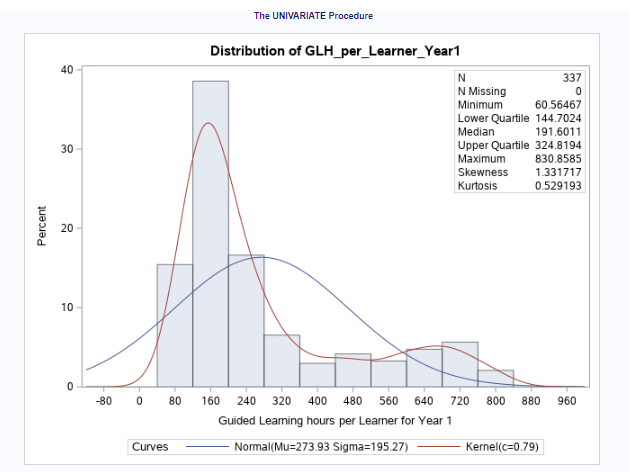 The UNIVARIATE Procedure
Distribution of GLH_per_Learner_Year1
40
30
20
10
0
Percent
N 337
N Missing 0
Minimum 60.56467
Lower Quartile 144.7024
Median 191.6011
Upper Quartile 324.8194
Maximum 830.8585
Skewness 1.331717
Kurtosis 0.529193
-80 0 80 160 240 320 400 480 560 640 720 800 880 960
Guided Learning hours per Learner for Year 1
Curves Normal(Mu=273.93 Sigma=195.27) Kernel(c=0.79)